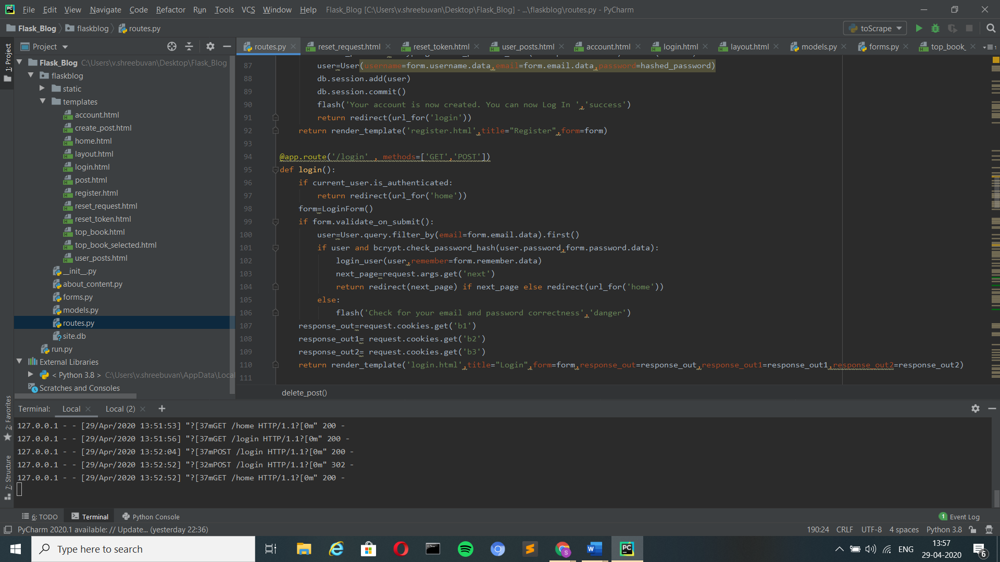 File Edit View Navigate Code Refactor Run Tools VCS Window Help Flask_Blog [C:\Users\v.shreebuvan\Desktop\Flask_Blog] - ...\flaskblog\routes.py - PyCharm
Flask_Blog flaskblog routes.py toScrape
1: Project
Project
routes.py reset_request.html reset_token.html user_posts.html account.html login.html layout.html models.py forms.py top_book_
Flask_Blog C:\Users\v.shreebuvan\Desktop\Flask_Blog
flaskblog
static
templates
account.html
create_post.html
home.html
layout.html
login.html
post.html
register.html
reset_request.html
reset_token.html
top_book.html
top_book_selected.html
user_posts.html
__init__.py
about_content.py
forms.py
models.py
routes.py
site.db
run.py
External Libraries
< Python 3.8 > C:\Users\v.shreebuvan\AppData\Local
Scratches and Consoles
87 user=User(username=form.username.data,email=form.email.data,password=hashed_password)
88 db.session.add(user)
89 db.session.commit()
90 flash('Your account is now created. You can now Log In ','success')
91 return redirect(url_for('login'))
92 return render_template('register.html',title="Register",form=form)
93
94 @app.route('/login' , methods=['GET','POST'])
95 def login():
96 if current_user.is_authenticated:
97 return redirect(url_for('home'))
98 form=LoginForm()
99 if form.validate_on_submit():
100 user=User.query.filter_by(email=form.email.data).first()
101 if user and bcrypt.check_password_hash(user.password,form.password.data):
102 login_user(user,remember=form.remember.data)
103 next_page=request.args.get('next')
104 return redirect(next_page) if next_page else redirect(url_for('home'))
105 else:
106 flash('Check for your email and password correctness','danger')
107 response_out=request.cookies.get('b1')
108 response_out1= request.cookies.get('b2')
109 response_out2= request.cookies.get('b3')
110 return render_template('login.html',title="Login",form=form,response_out=response_out,response_out1=response_out1,response_out2=response_out2)
111
delete_post()
2: Favorites
7: Structure
Terminal: Local Local (2) +
127.0.0.1 - - [29/Apr/2020 13:51:53] "?[37mGET /home HTTP/1.1?[0m" 200 -
127.0.0.1 - - [29/Apr/2020 13:51:56] "?[37mGET /login HTTP/1.1?[0m" 200 -
127.0.0.1 - - [29/Apr/2020 13:52:04] "?[37mPOST /login HTTP/1.1?[0m" 200 -
127.0.0.1 - - [29/Apr/2020 13:52:52] "?[32mPOST /login HTTP/1.1?[0m" 302 -
127.0.0.1 - - [29/Apr/2020 13:52:52] "?[37mGET /home HTTP/1.1?[0m" 200 -
6: TODO Terminal Python Console 1 Event Log
PyCharm 2020.1 available: // Update... (yesterday 22:36) 190:24 CRLF UTF-8 4 spaces Python 3.8
Type here to search ENG 13:57
29-04-2020 6